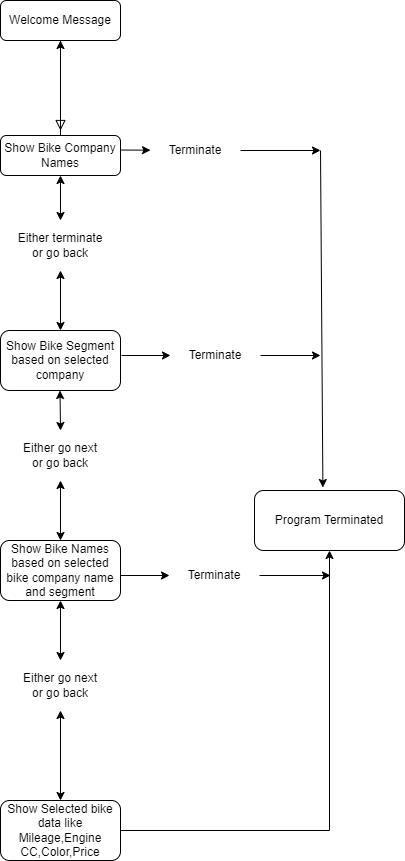 Welcome Message
Show Bike Company
Names
Terminate
Either terminate
or go back
Show Bike Segment
based on selected
company
Terminate
Either go next
or go back
Program Terminated
Show Bike Names
based on selected
bike company name
and segment
Terminate
Either go next
or go back
Show Selected bike
data like
Mileage,Engine
CC,Color,Price